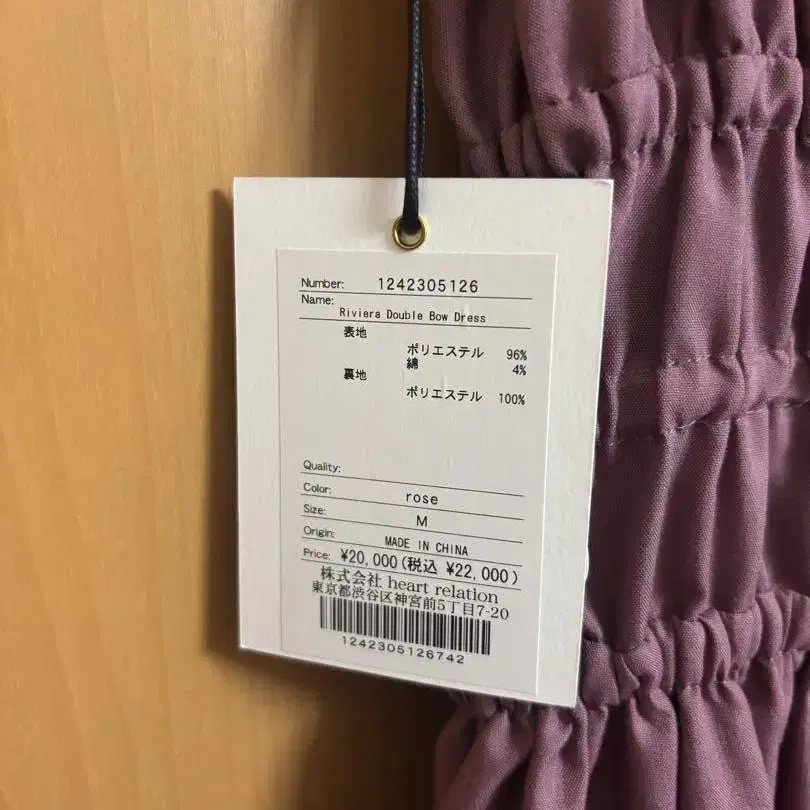 Number: 1242305126
Name:
Riviera Double Bow Dress
表地
ポリエステル 96%
綿 4%
裏地
ポリエステル 100%
Quality:
Color: rose
Size: M
Origin: MADE IN CHINA
Price: ¥20,000(税込 ¥22,000)
株式会社 heart relation
東京都渋谷区神宮前5丁目7-20
1242305126742